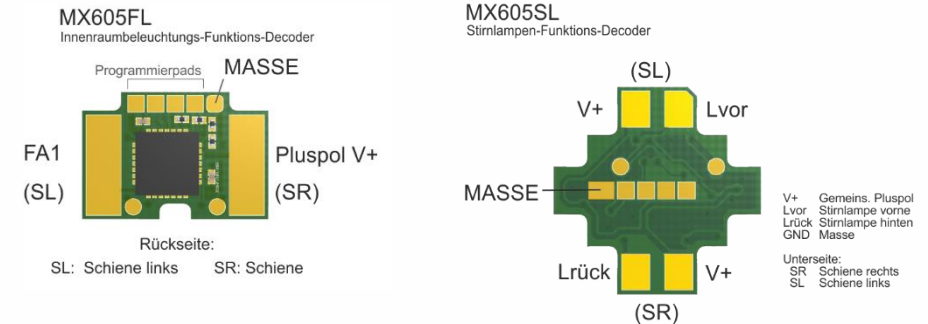 MX605FL
Innenraumbeleuchtungs-Funktions-Decoder
Programmierpads
MASSE
FA1
(SL)
Pluspol V+
(SR)
Rückseite:
SL: Schiene links SR: Schiene
MX605SL
Stirnlampen-Funktions-Decoder
(SL)
V+
Lvor
MASSE
Lrück
V+
(SR)
V+ Gemeins. Pluspol
Lvor Stirnlampe vorne
Lrück Stirnlampe hinten
GND Masse
Unterseite:
SR Schiene rechts
SL Schiene links